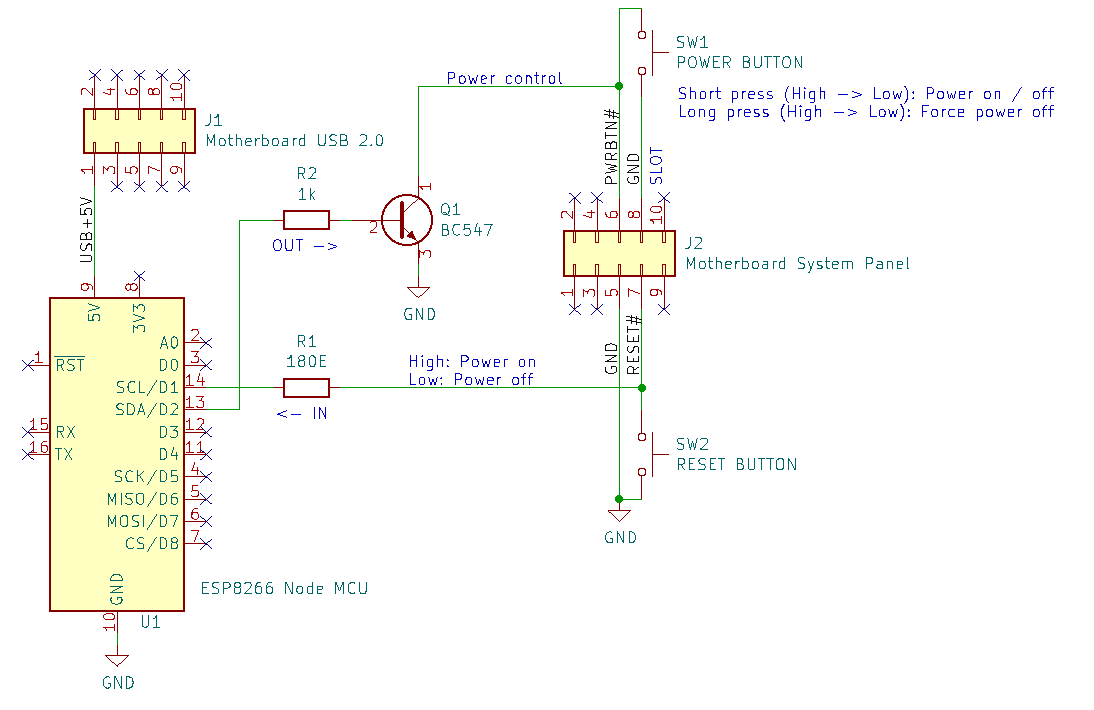 SW1
POWER BUTTON
Power control
Short press (High -> Low): Power on / off
Long press (High -> Low): Force power off
2
4
6
8
10
J1
Motherboard USB 2.0
1
3
5
7
9
USB+5V
R2
1k
OUT ->
1
2
3
Q1
BC547
GND
PWRBTN#
GND
SLOT
2
4
6
8
10
J2
Motherboard System Panel
1
3
5
7
9
GND
RESET#
9
8
5V
3V3
1
RST
15
RX
16
TX
A0
2
D0
3
SCL/D1
14
SDA/D2
13
D3
12
D4
11
SCK/D5
4
MISO/D6
5
MOSI/D7
6
CS/D8
7
GND
10
ESP8266 Node MCU
U1
GND
R1
180E
<- IN
High: Power on
Low: Power off
SW2
RESET BUTTON
GND